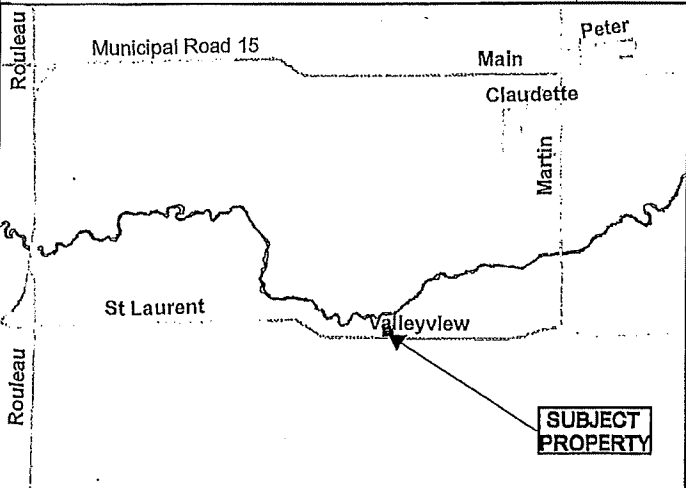 Rouleau
Municipal Road 15
Main
Peter
Claudette
Martin
St Laurent
Valleyview
Rouleau
SUBJECT
PROPERTY